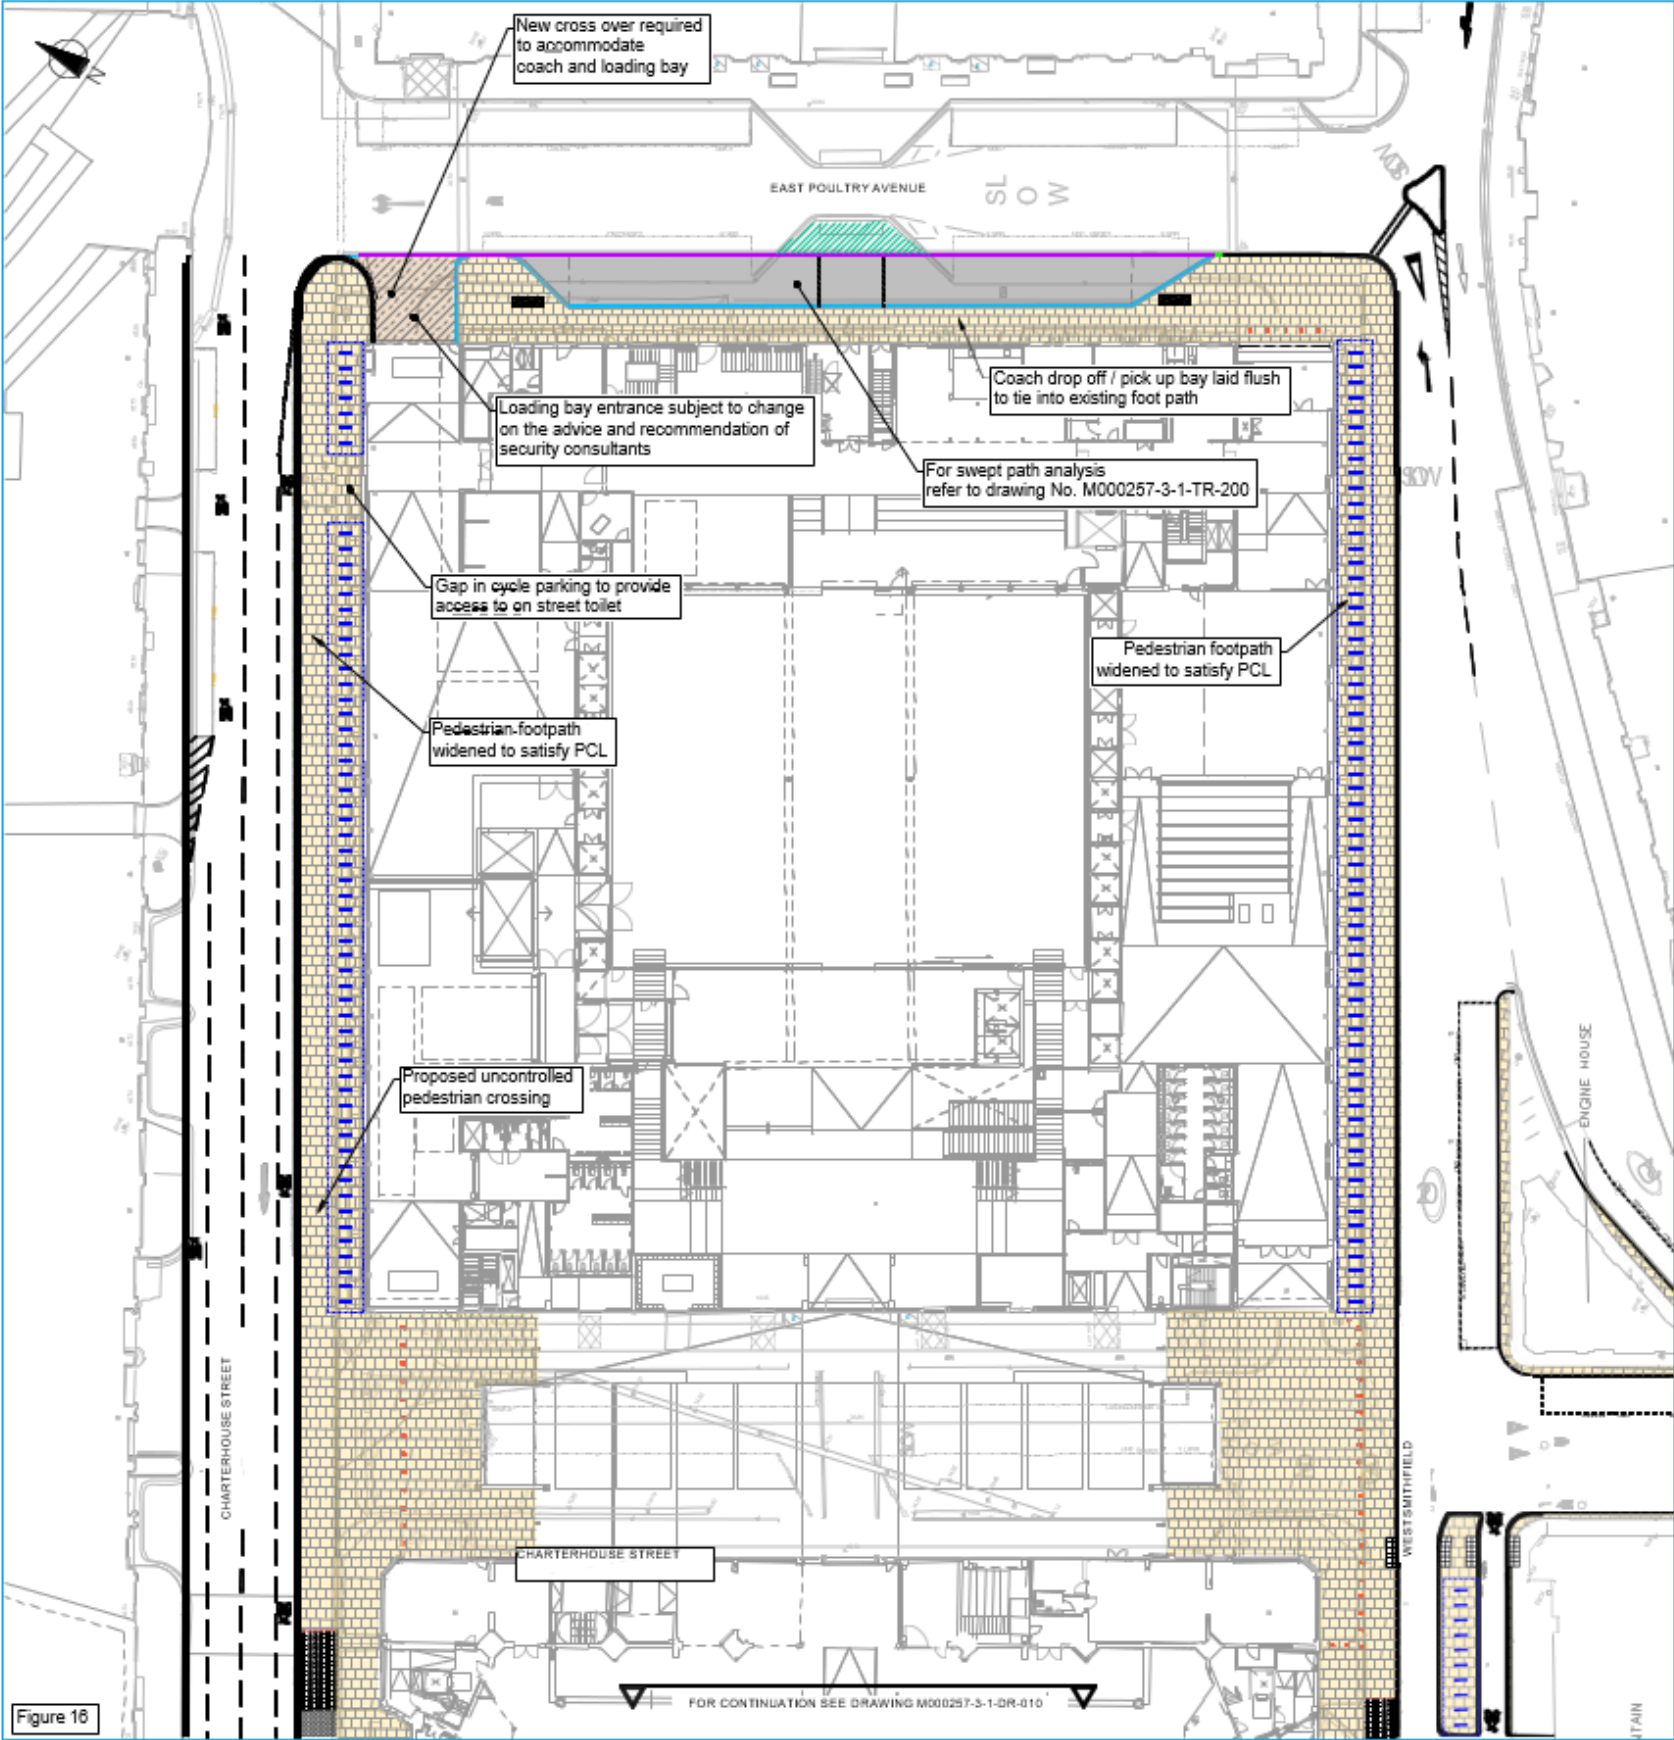 New cross over required
to accommodate
coach and loading bay
N
EAST POULTRY AVENUE
SL
O
W
SLOW
Coach drop off / pick up bay laid flush
to tie into existing foot path
Loading bay entrance subject to change
on the advice and recommendation of
security consultants
For swept path analysis
refer to drawing No. M000257-3-1-TR-200
SLOW
Gap in cycle parking to provide
access to on street toilet
Pedestrian footpath
widened to satisfy PCL
Pedestrian footpath
widened to satisfy PCL
Proposed uncontrolled
pedestrian crossing
ENGINE HOUSE
CHARTERHOUSE STREET
WEST SMITHFIELD
CHARTERHOUSE STREET
FOR CONTINUATION SEE DRAWING M000257-3-1-DR-010
Figure 16